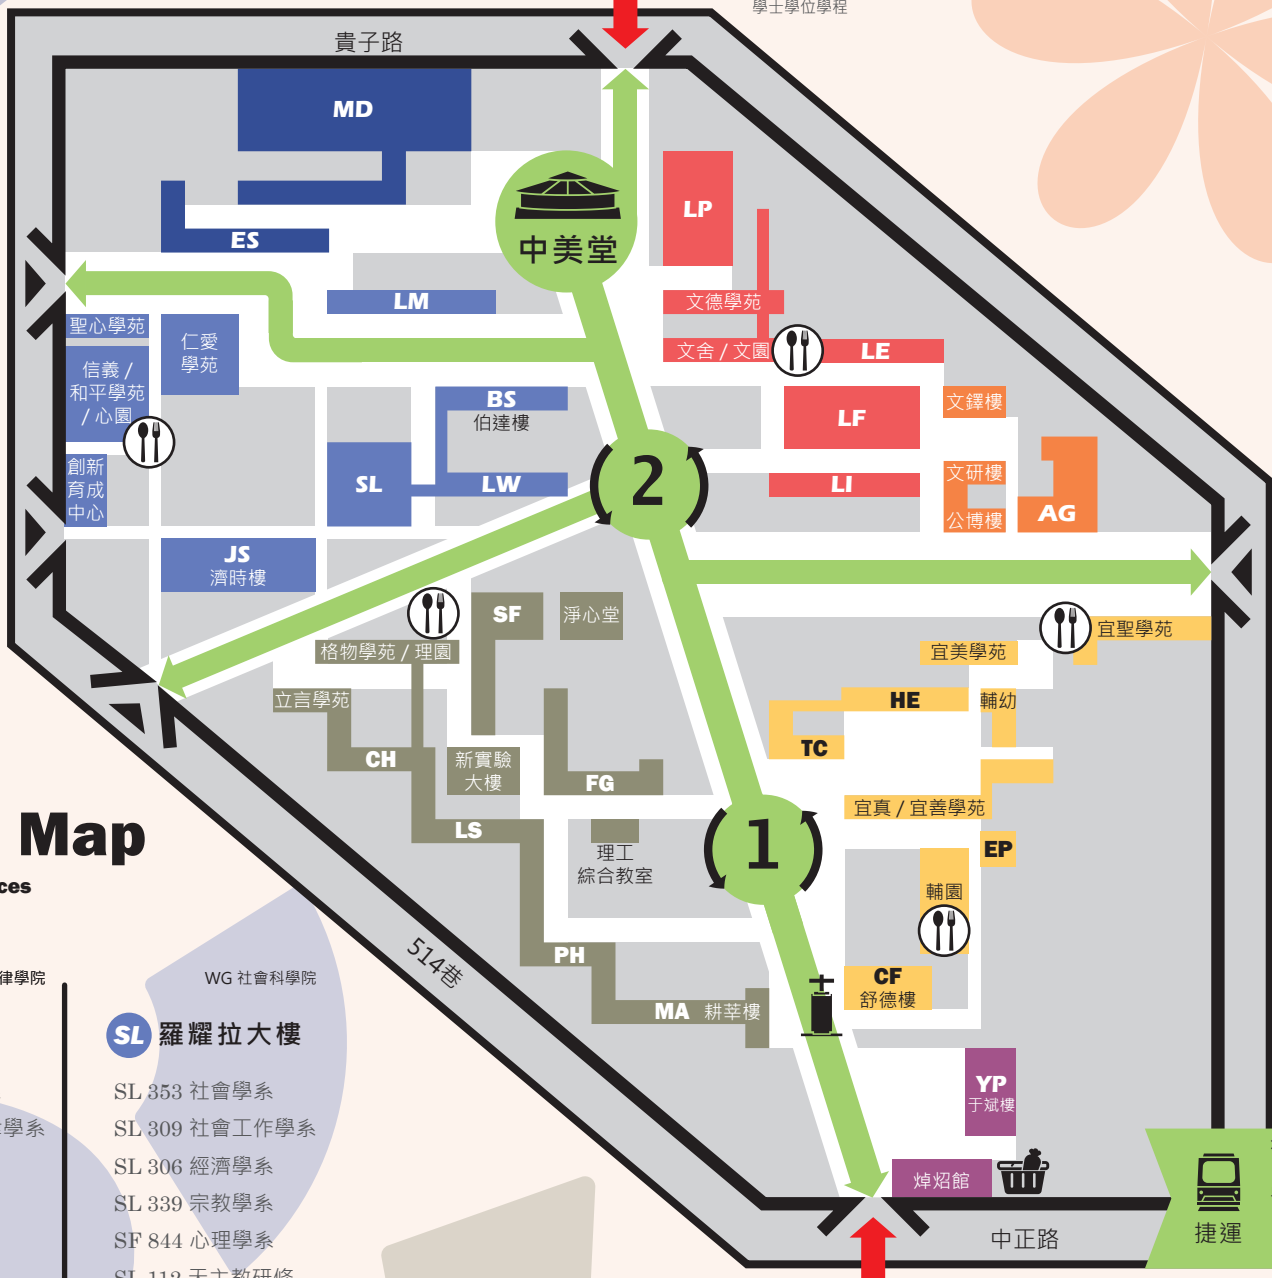 學士學位學程
貴子路
MD
LP
中美堂
ES
LM
文德學苑
聖心學苑
仁愛
學苑
信義 /
和平學苑
/ 心園
文舍 / 文園
LE
BS
伯達樓
LF
文鐸樓
創新
育成
中心
SL
LW
2
LI
文研樓
公博樓
AG
JS
濟時樓
SF
淨心堂
宜聖學苑
格物學苑 / 理園
宜美學苑
立言學苑
HE
輔幼
TC
CH
新實驗
大樓
FG
宜真 / 宜善學苑
LS
1
EP
理工
綜合教室
輔園
PH
CF
舒德樓
MA 耕莘樓
514巷
YP
于斌樓
焯炤館
中正路
捷運
Map
ces
律學院
WG 社會科學院
SL 羅耀拉大樓
SL 353 社會學系
學系
SL 309 社會工作學系
SL 306 經濟學系
SL 339 宗教學系
SF 844 心理學系
SL 112 天主教研修